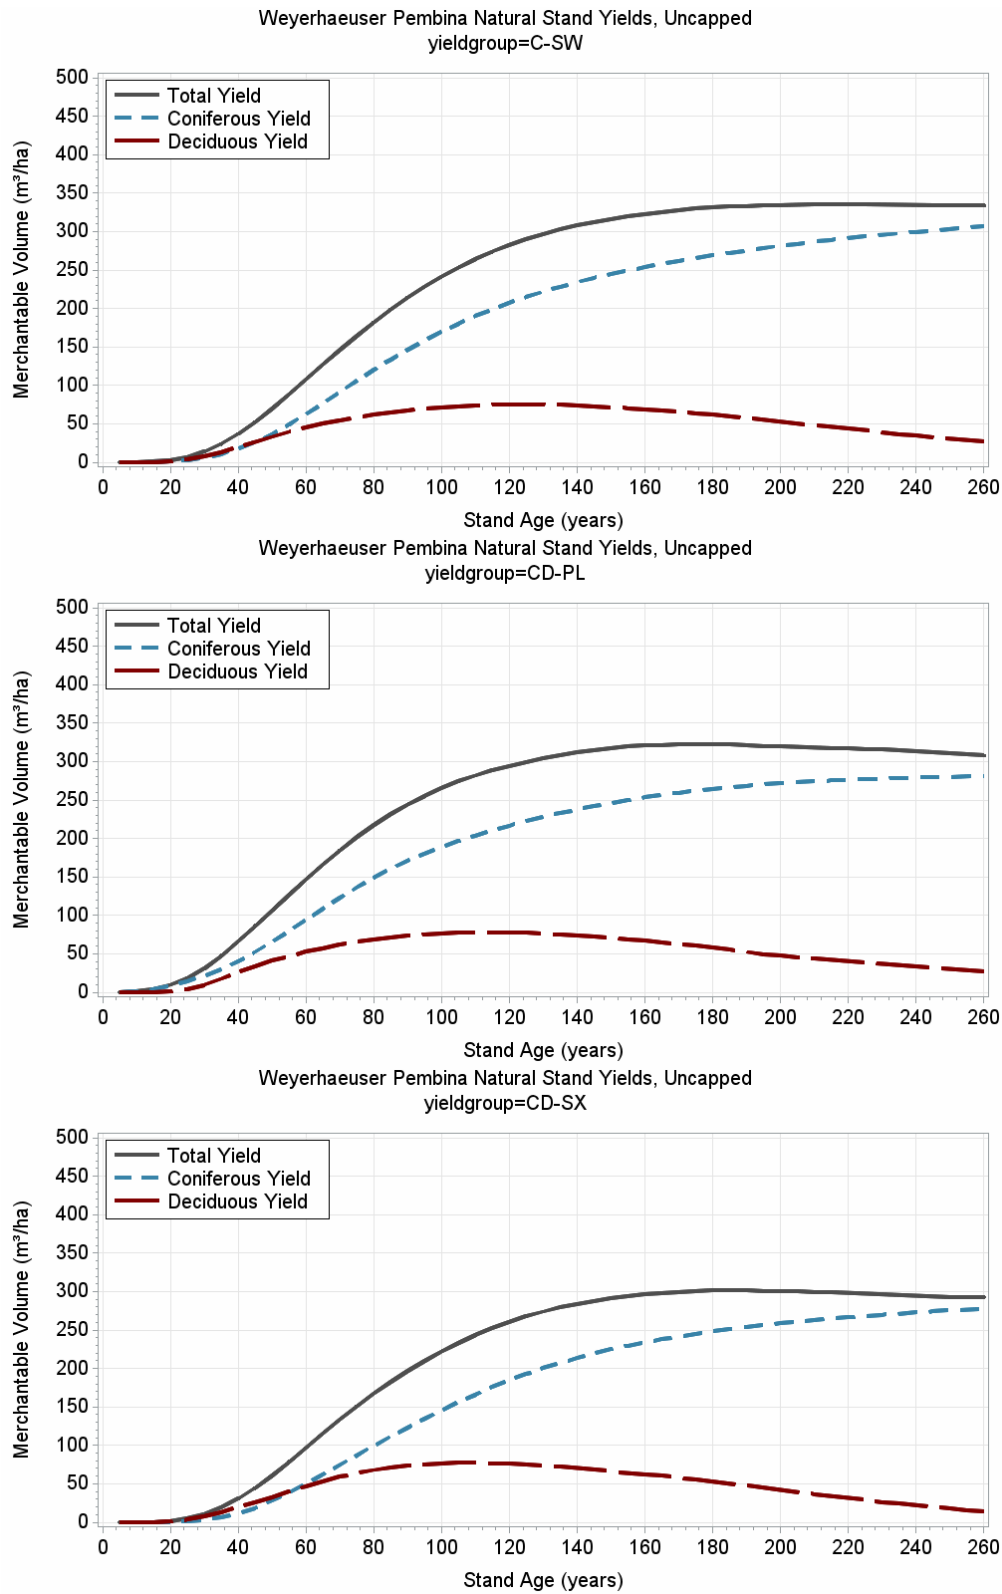 Weyerhaeuser Pembina Natural Stand Yields, Uncapped
yieldgroup=C-SW
500
450
400
350
300
250
200
150
100
50
0
Merchantable Volume (m³/ha)
Total Yield
Coniferous Yield
Deciduous Yield
0 20 40 60 80 100 120 140 160 180 200 220 240 260
Stand Age (years)
Weyerhaeuser Pembina Natural Stand Yields, Uncapped
yieldgroup=CD-PL
500
450
400
350
300
250
200
150
100
50
0
Merchantable Volume (m³/ha)
Total Yield
Coniferous Yield
Deciduous Yield
0 20 40 60 80 100 120 140 160 180 200 220 240 260
Stand Age (years)
Weyerhaeuser Pembina Natural Stand Yields, Uncapped
yieldgroup=CD-SX
500
450
400
350
300
250
200
150
100
50
0
Merchantable Volume (m³/ha)
Total Yield
Coniferous Yield
Deciduous Yield
0 20 40 60 80 100 120 140 160 180 200 220 240 260
Stand Age (years)